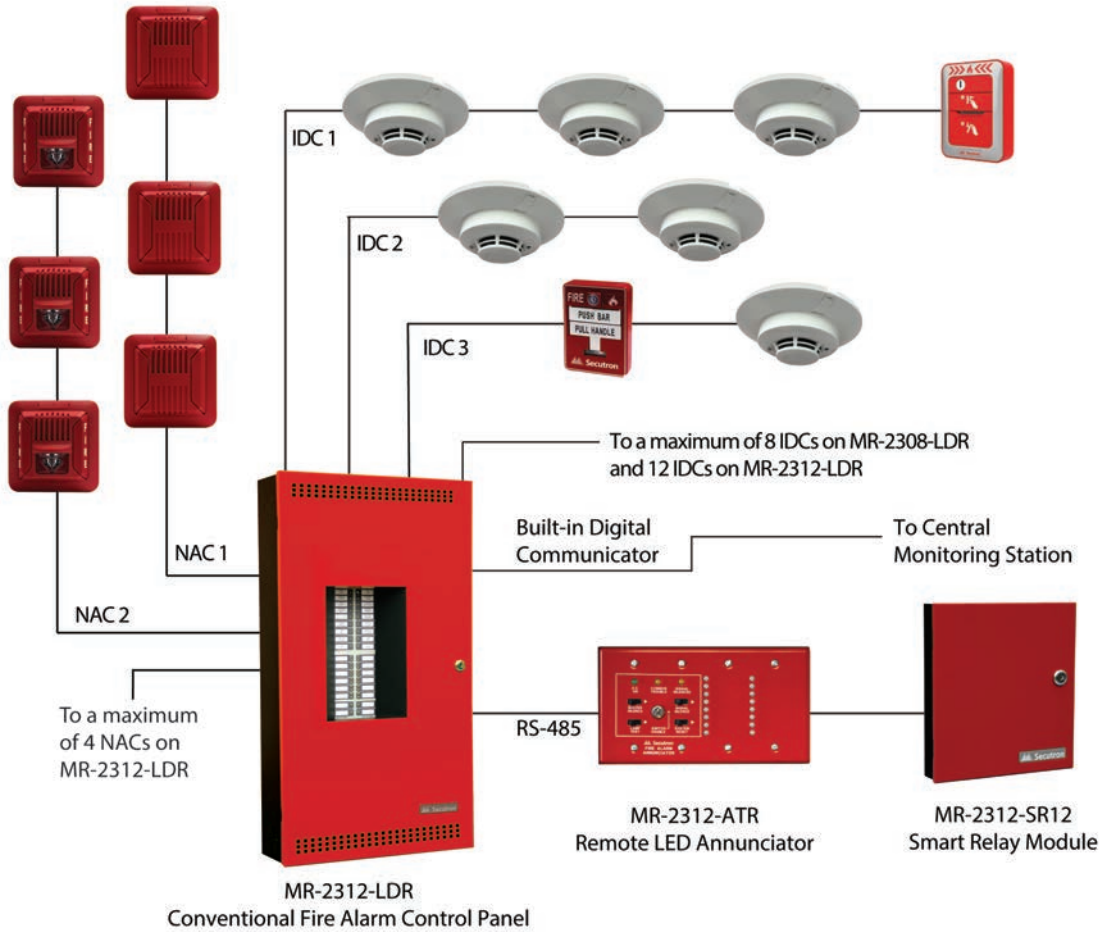 IDC 1
IDC 2
FIRE
PUSH BAR
PULL HANDLE
Secutron
IDC 3
To a maximum of 8 IDCs on MR-2308-LDR
and 12 IDCs on MR-2312-LDR
Built-in Digital
Communicator
To Central
Monitoring Station
NAC 1
NAC 2
To a maximum
of 4 NACs on
MR-2312-LDR
RS-485
Secutron
FIRE ALARM
ANNUNCIATOR
Secutron
Secutron
MR-2312-ATR
Remote LED Annunciator
MR-2312-SR12
Smart Relay Module
MR-2312-LDR
Conventional Fire Alarm Control Panel